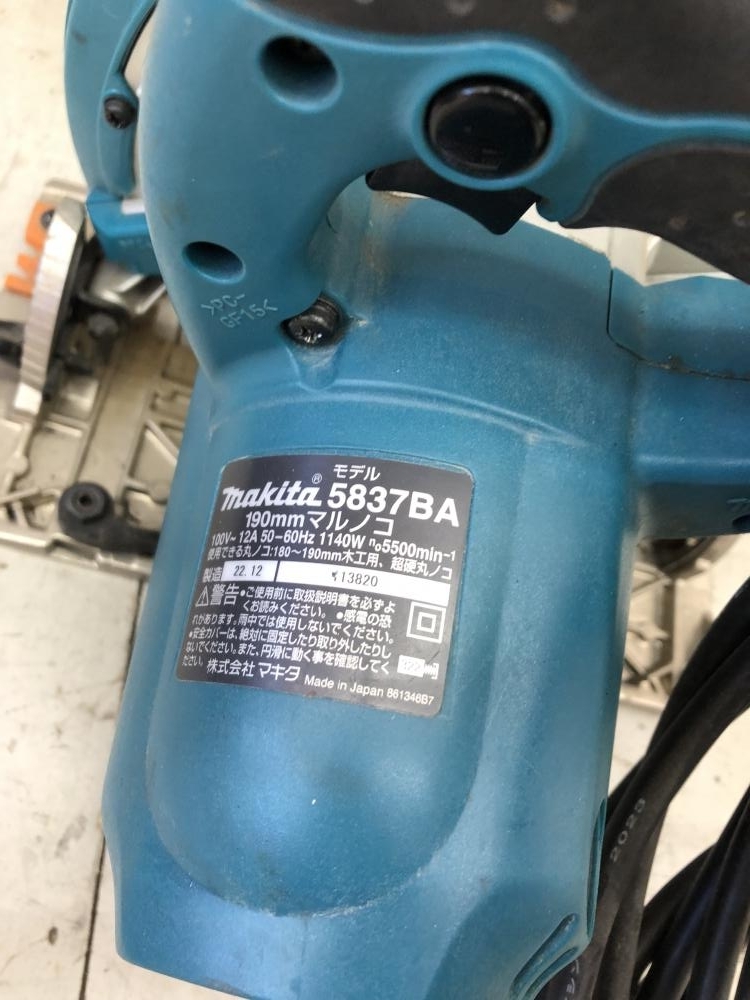 >PC-
GF15<
モデル
makita® 5837BA
190mmマルノコ
100V~12A 50-60Hz 1140W n₀5500min⁻¹
使用できる丸ノコ:180~190mm木工用、超硬丸ノコ
製造 22.12 13820
⚠警告 •ご使用前に取扱説明書を必ずよ
くお読みください。 •感電の恐
れがあります。雨中では使用しないでください。
•安全カバーは、絶対に固定したり取り外したりし
ないでください。また、円滑に動く事を確認してく
ださい。
株式会社 マキタ Made in Japan 861346B7
2023